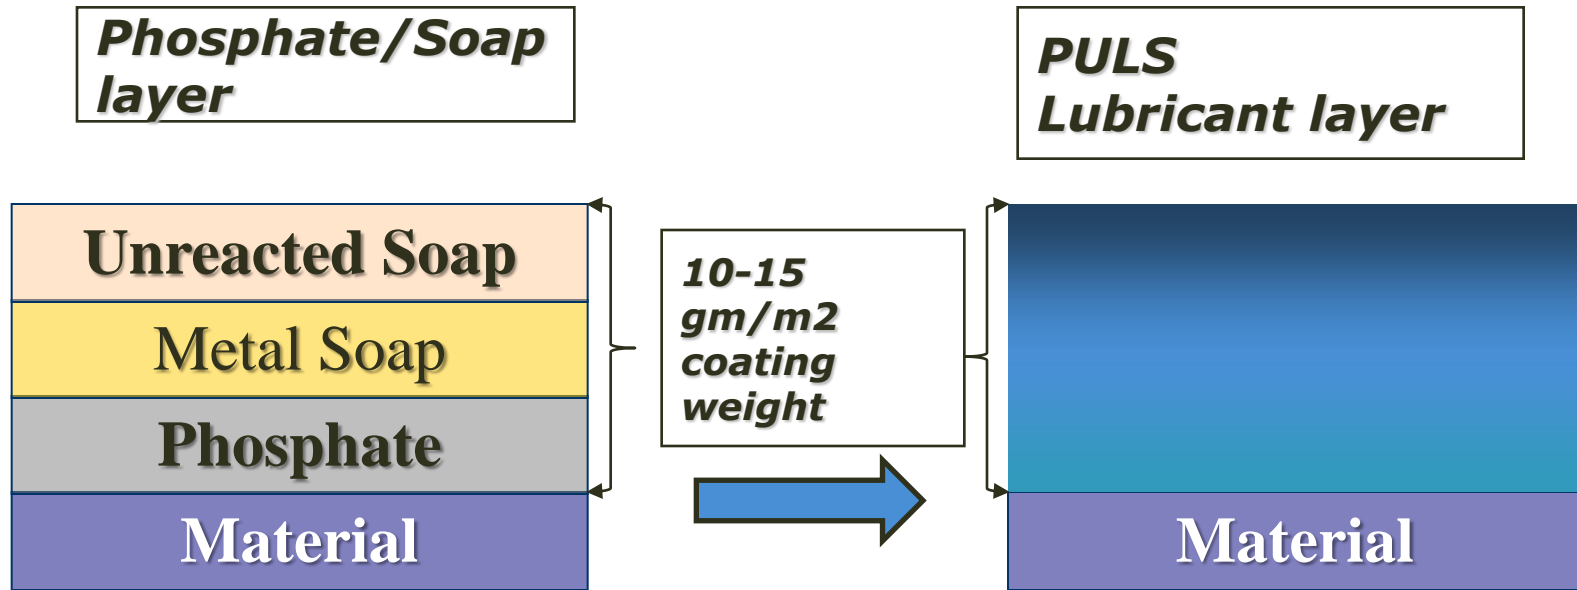 Phosphate/Soap
layer
PULS
Lubricant layer
Unreacted Soap
Metal Soap
Phosphate
Material
10-15
gm/m2
coating
weight
Material